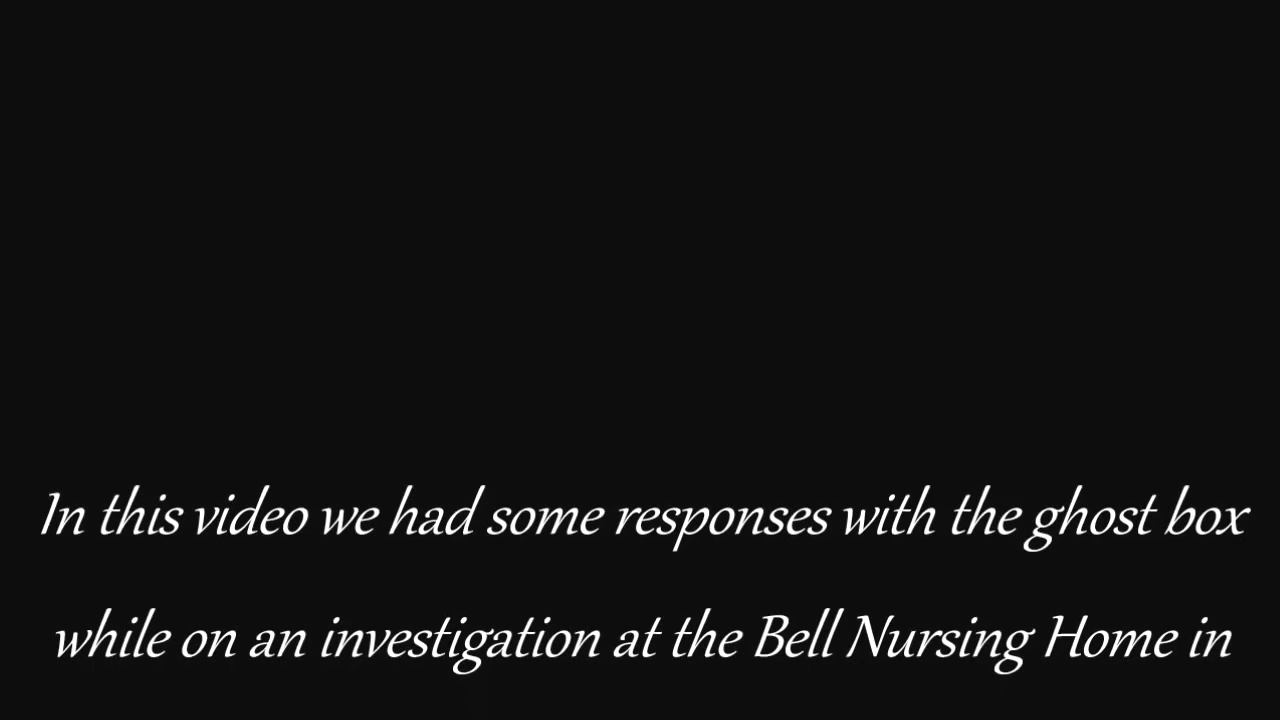 In this video we had some responses with the ghost box
while on an investigation at the Bell Nursing Home in